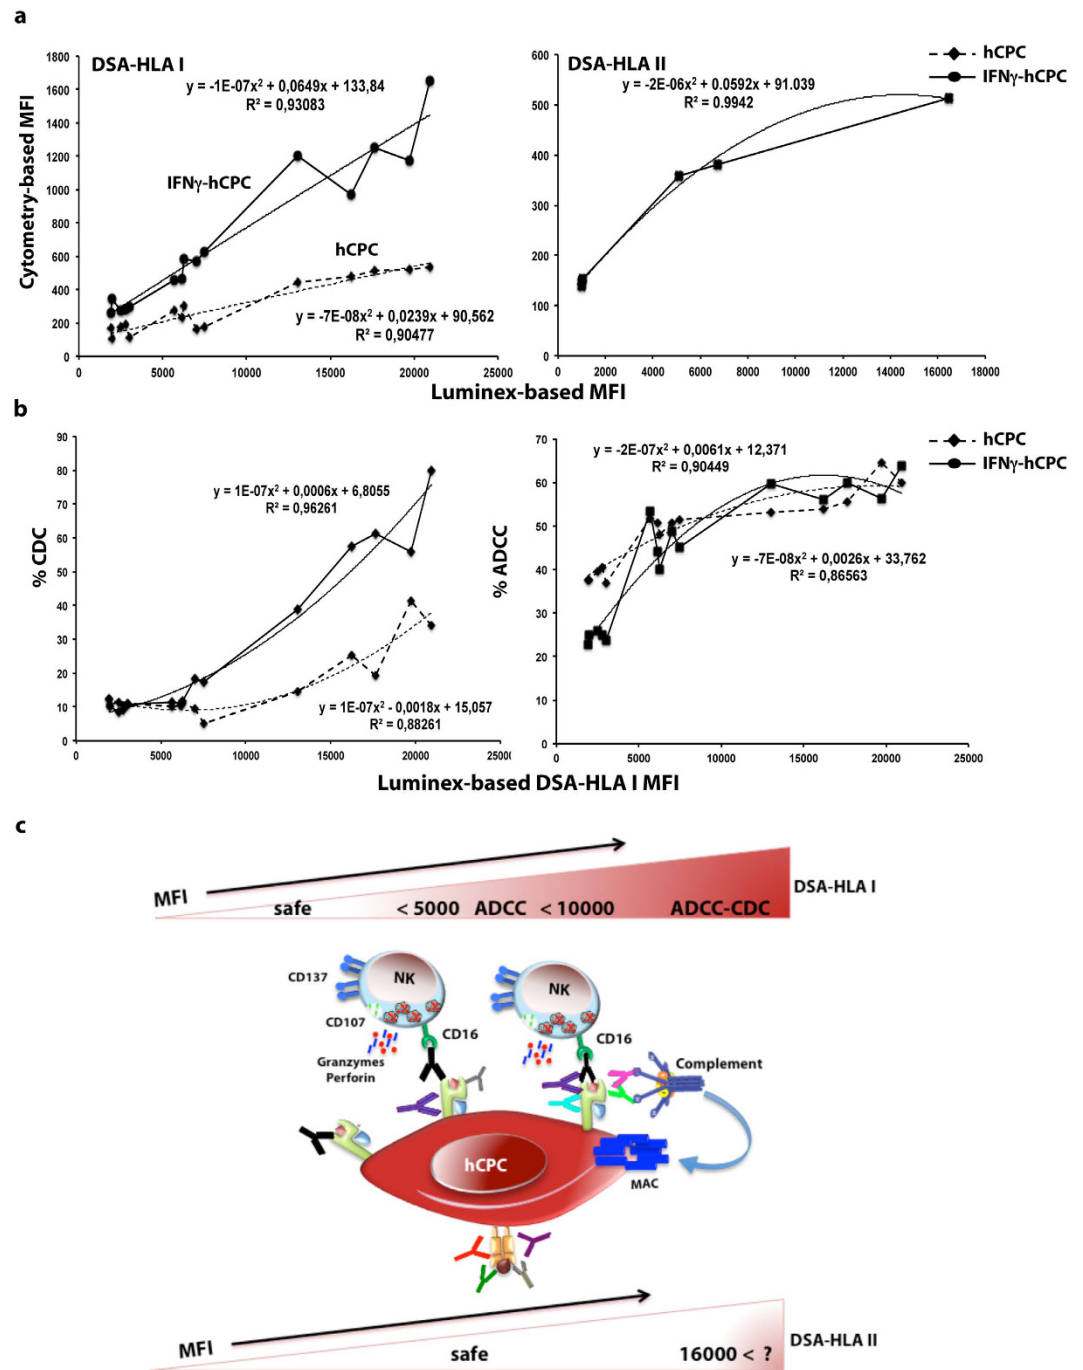 a
DSA-HLA I
y = -1E-07x² + 0,0649x + 133,84
R² = 0,93083
IFNγ-hCPC
hCPC
y = -7E-08x² + 0,0239x + 90,562
R² = 0,90477
Cytometry-based MFI
1800
1600
1400
1200
1000
800
600
400
200
0
0 5000 10000 15000 20000 25000
DSA-HLA II
y = -2E-06x² + 0.0592x + 91.039
R² = 0.9942
hCPC
IFNγ-hCPC
600
500
400
300
200
100
0
0 2000 4000 6000 8000 10000 12000 14000 16000 18000
Luminex-based MFI
b
% CDC
90
80
70
60
50
40
30
20
10
0
y = 1E-07x² + 0,0006x + 6,8055
R² = 0,96261
y = 1E-07x² - 0,0018x + 15,057
R² = 0,88261
0 5000 10000 15000 20000 25000
% ADCC
70
60
50
40
30
20
10
0
y = -2E-07x² + 0,0061x + 12,371
R² = 0,90449
y = -7E-08x² + 0,0026x + 33,762
R² = 0,86563
hCPC
IFNγ-hCPC
0 5000 10000 15000 20000 25000
Luminex-based DSA-HLA I MFI
c
MFI
safe < 5000 ADCC < 10000 ADCC-CDC
DSA-HLA I
CD137
NK
NK
CD107
CD16
CD16
Granzymes
Perforin
Complement
hCPC
MAC
MFI
safe 16000 < ?
DSA-HLA II